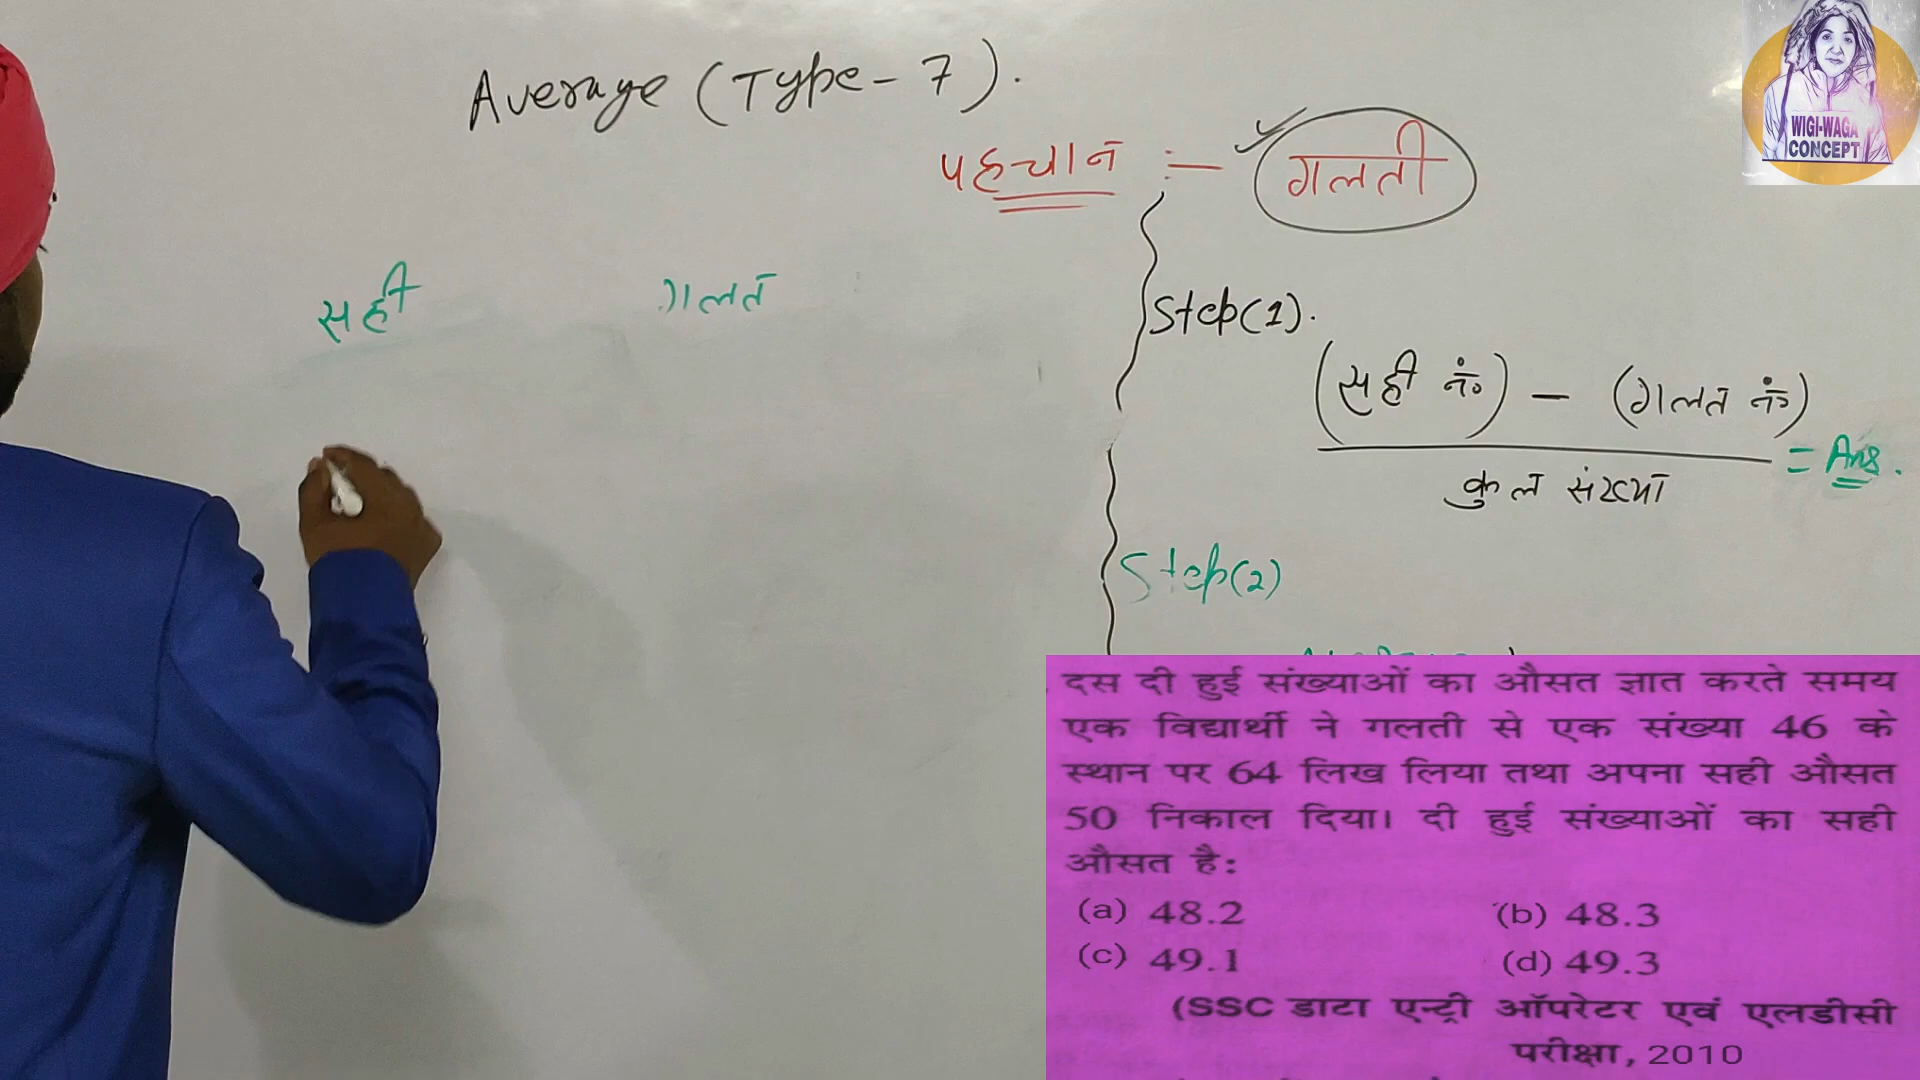 Average (Type-7).
WIGI-WAGA
CONCEPT
पहचान :- गलती
सही गलत
Step(1).
(सही नं०) - (गलत नं०)
कुल संख्या
= Ans.
Step(2)
दस दी हुई संख्याओं का औसत ज्ञात करते समय
एक विद्यार्थी ने गलती से एक संख्या 46 के
स्थान पर 64 लिख लिया तथा अपना सही औसत
50 निकाल दिया। दी हुई संख्याओं का सही
औसत है:
(a) 48.2 (b) 48.3
(c) 49.1 (d) 49.3
(SSC डाटा एन्ट्री ऑपरेटर एवं एलडीसी
परीक्षा, 2010